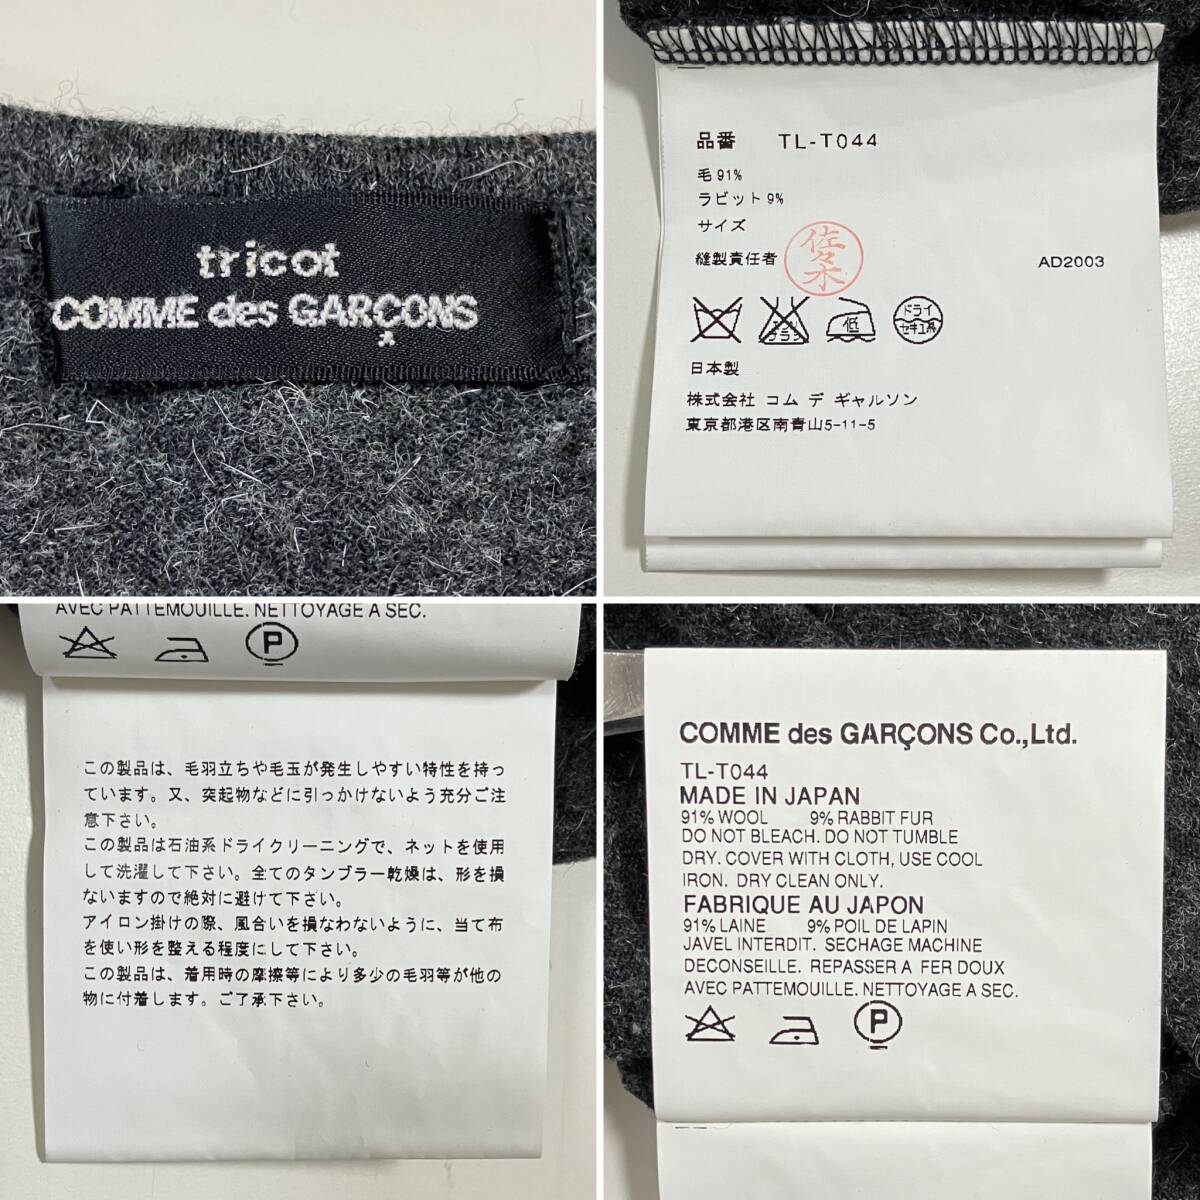 tricot
COMME des GARÇONS
品番 TL-T044
毛91%
ラビット9%
サイズ
縫製責任者 佐々木
AD2003
低 ドライ
セキユ系
日本製
株式会社 コム デ ギャルソン
東京都港区南青山5-11-5
AVEC PATTEMOUILLE. NETTOYAGE A SEC.
P
この製品は、毛羽立ちや毛玉が発生しやすい特性を持っ
ています。又、突起物などに引っかけないよう充分ご注
意下さい。
この製品は石油系ドライクリーニングで、ネットを使用
して洗濯して下さい。全てのタンブラー乾燥は、形を損
ないますので絶対に避けて下さい。
アイロン掛けの際、風合いを損なわないように、当て布
を使い形を整える程度にして下さい。
この製品は、着用時の摩擦等により多少の毛羽等が他の
物に付着します。ご了承下さい。
COMME des GARÇONS Co.,Ltd.
TL-T044
MADE IN JAPAN
91% WOOL 9% RABBIT FUR
DO NOT BLEACH. DO NOT TUMBLE
DRY. COVER WITH CLOTH, USE COOL
IRON. DRY CLEAN ONLY.
FABRIQUE AU JAPON
91% LAINE 9% POIL DE LAPIN
JAVEL INTERDIT. SECHAGE MACHINE
DECONSEILLE. REPASSER A FER DOUX
AVEC PATTEMOUILLE. NETTOYAGE A SEC.
P